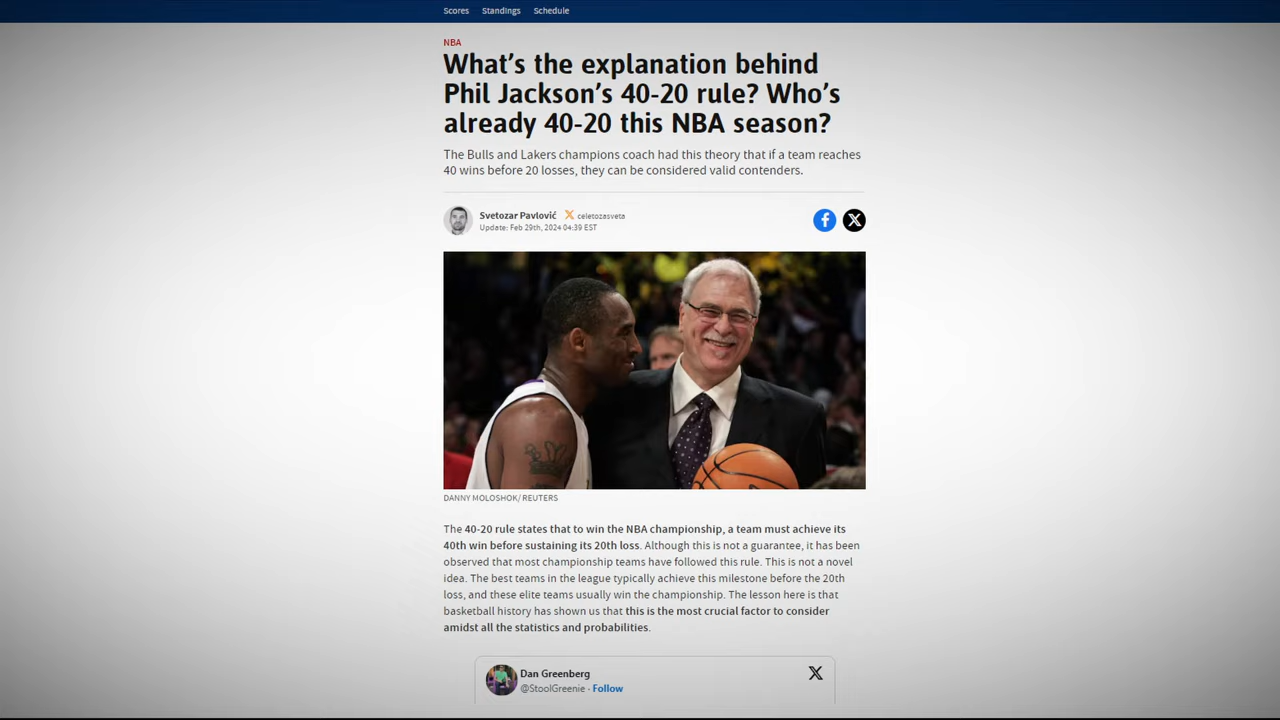 Scores Standings Schedule
NBA
What's the explanation behind
Phil Jackson's 40-20 rule? Who's
already 40-20 this NBA season?
The Bulls and Lakers champions coach had this theory that if a team reaches
40 wins before 20 losses, they can be considered valid contenders.
Svetozar Pavlović celetozasveta
Update: Feb 29th, 2024 04:39 EST
DANNY MOLOSHOK/ REUTERS
The 40-20 rule states that to win the NBA championship, a team must achieve its
40th win before sustaining its 20th loss. Although this is not a guarantee, it has been
observed that most championship teams have followed this rule. This is not a novel
idea. The best teams in the league typically achieve this milestone before the 20th
loss, and these elite teams usually win the championship. The lesson here is that
basketball history has shown us that this is the most crucial factor to consider
amidst all the statistics and probabilities.
Dan Greenberg
@StoolGreenie · Follow